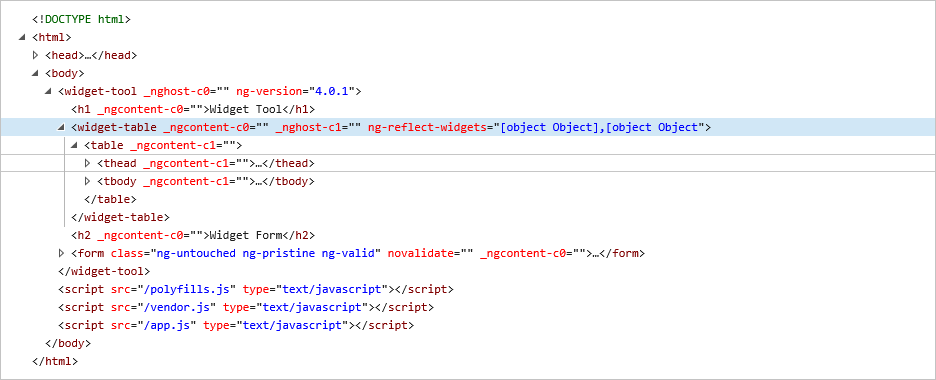 <!DOCTYPE html>
<html>
<head>…</head>
<body>
<widget-tool _nghost-c0="" ng-version="4.0.1">
<h1 _ngcontent-c0="">Widget Tool</h1>
<widget-table _ngcontent-c0="" _nghost-c1="" ng-reflect-widgets="[object Object],[object Object">
<table _ngcontent-c1="">
<thead _ngcontent-c1="">…</thead>
<tbody _ngcontent-c1="">…</tbody>
</table>
</widget-table>
<h2 _ngcontent-c0="">Widget Form</h2>
<form class="ng-untouched ng-pristine ng-valid" novalidate="" _ngcontent-c0="">…</form>
</widget-tool>
<script src="/polyfills.js" type="text/javascript"></script>
<script src="/vendor.js" type="text/javascript"></script>
<script src="/app.js" type="text/javascript"></script>
</body>
</html>